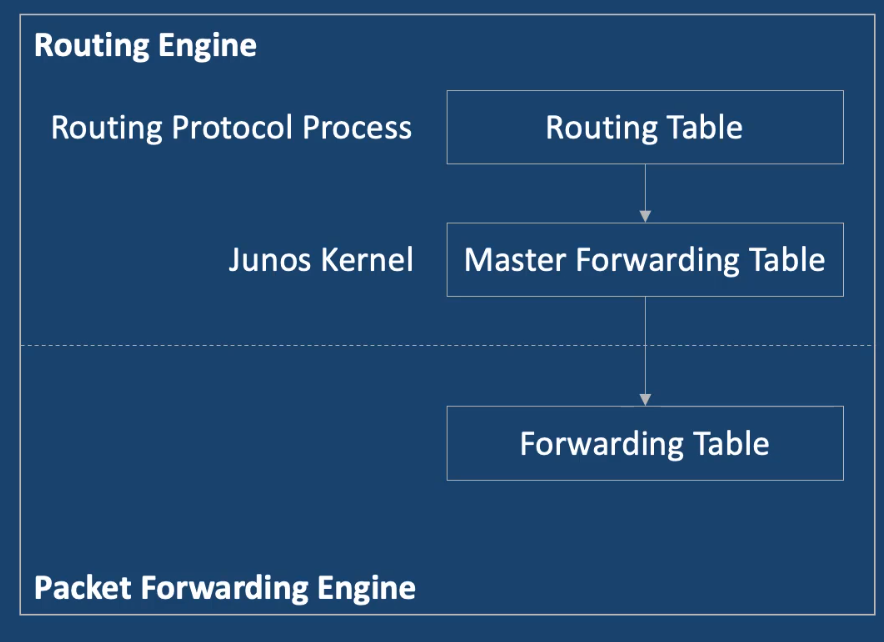 Routing Engine
Routing Protocol Process
Routing Table
Junos Kernel
Master Forwarding Table
Forwarding Table
Packet Forwarding Engine